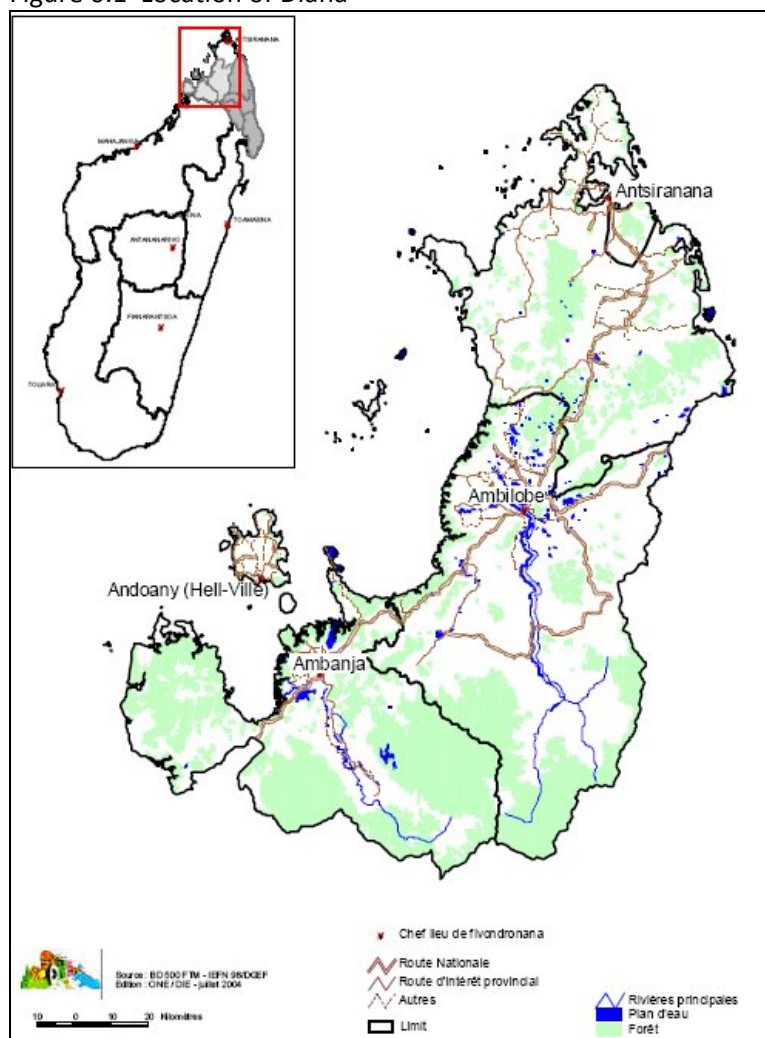 Figure 6.1 Location of Diana
TSIRANANA
MAHAJANGA
TOAMASINA
ANTANANARIVO
FIANARANTSOA
TOLIARA
Antsiranana
Ambilobe
Andoany (Hell-Ville)
Ambanja
Chef lieu de fivondronana
Route Nationale
Route d'Intérêt provincial
Autres
Limit
Rivières principales
Plan d'eau
Forêt
Source : BD 500 FTM - IEFN 96/DGEF
Edition : ONE / DIE - juillet 2004
10 0 10 20 Kilomètres